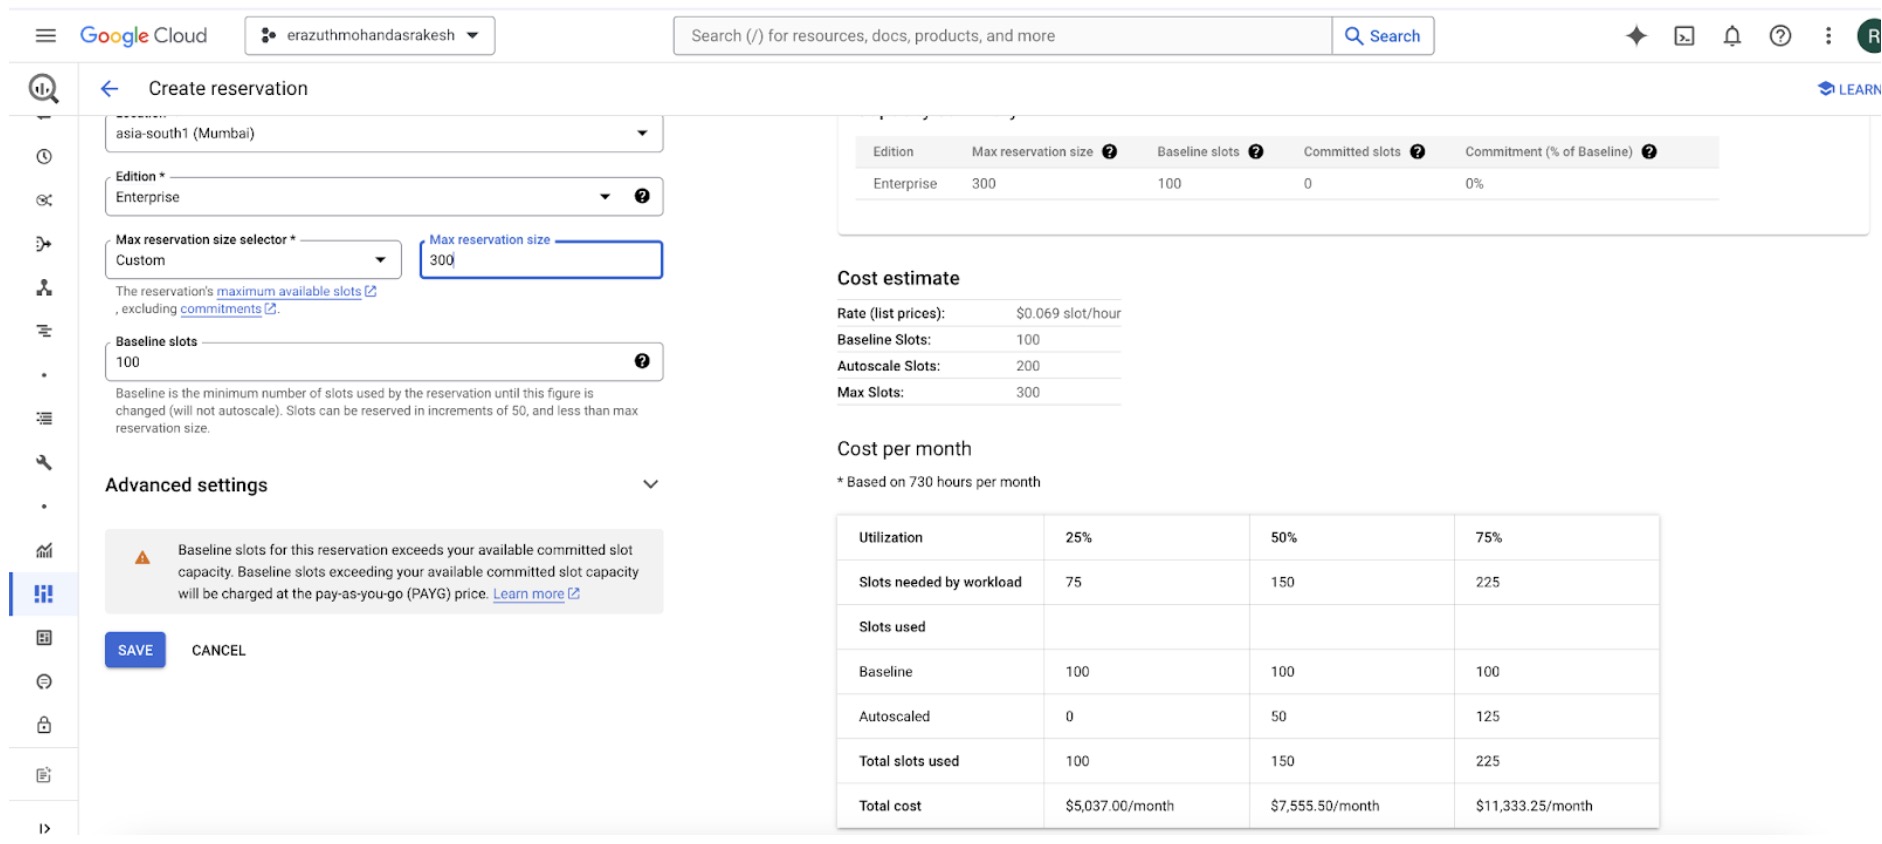 Google Cloud
erazuthmohandasrakesh
Search (/) for resources, docs, products, and more
Search
R
Create reservation
LEARN
asia-south1 (Mumbai)
Edition *
Enterprise
Max reservation size selector *
Custom
Max reservation size
300
The reservation's maximum available slots
, excluding commitments .
Baseline slots
100
Baseline is the minimum number of slots used by the reservation until this figure is
changed (will not autoscale). Slots can be reserved in increments of 50, and less than max
reservation size.
Advanced settings
Baseline slots for this reservation exceeds your available committed slot
capacity. Baseline slots exceeding your available committed slot capacity
will be charged at the pay-as-you-go (PAYG) price. Learn more
SAVE CANCEL
Edition Max reservation size Baseline slots Committed slots Commitment (% of Baseline)
Enterprise 300 100 0 0%
Cost estimate
Rate (list prices): $0.069 slot/hour
Baseline Slots: 100
Autoscale Slots: 200
Max Slots: 300
Cost per month
* Based on 730 hours per month
Utilization 25% 50% 75%
Slots needed by workload 75 150 225
Slots used
Baseline 100 100 100
Autoscaled 0 50 125
Total slots used 100 150 225
Total cost $5,037.00/month $7,555.50/month $11,333.25/month